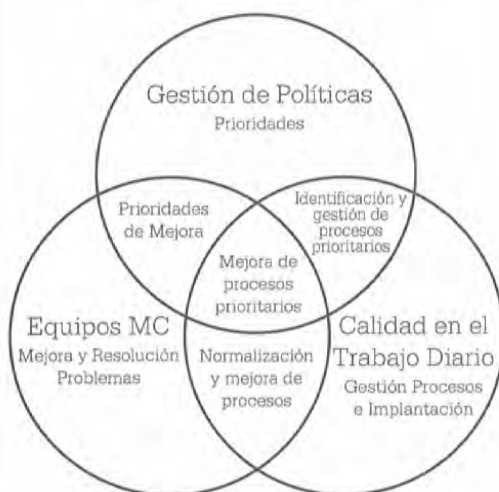 Gestión de Políticas
Prioridades
Prioridades
de Mejora
Identificación y
gestión de
procesos
prioritarios
Mejora de
procesos
prioritarios
Equipos MC
Mejora y Resolución
Problemas
Normalización
y mejora de
procesos
Calidad en el
Trabajo Diario
Gestión Procesos
e Implantación